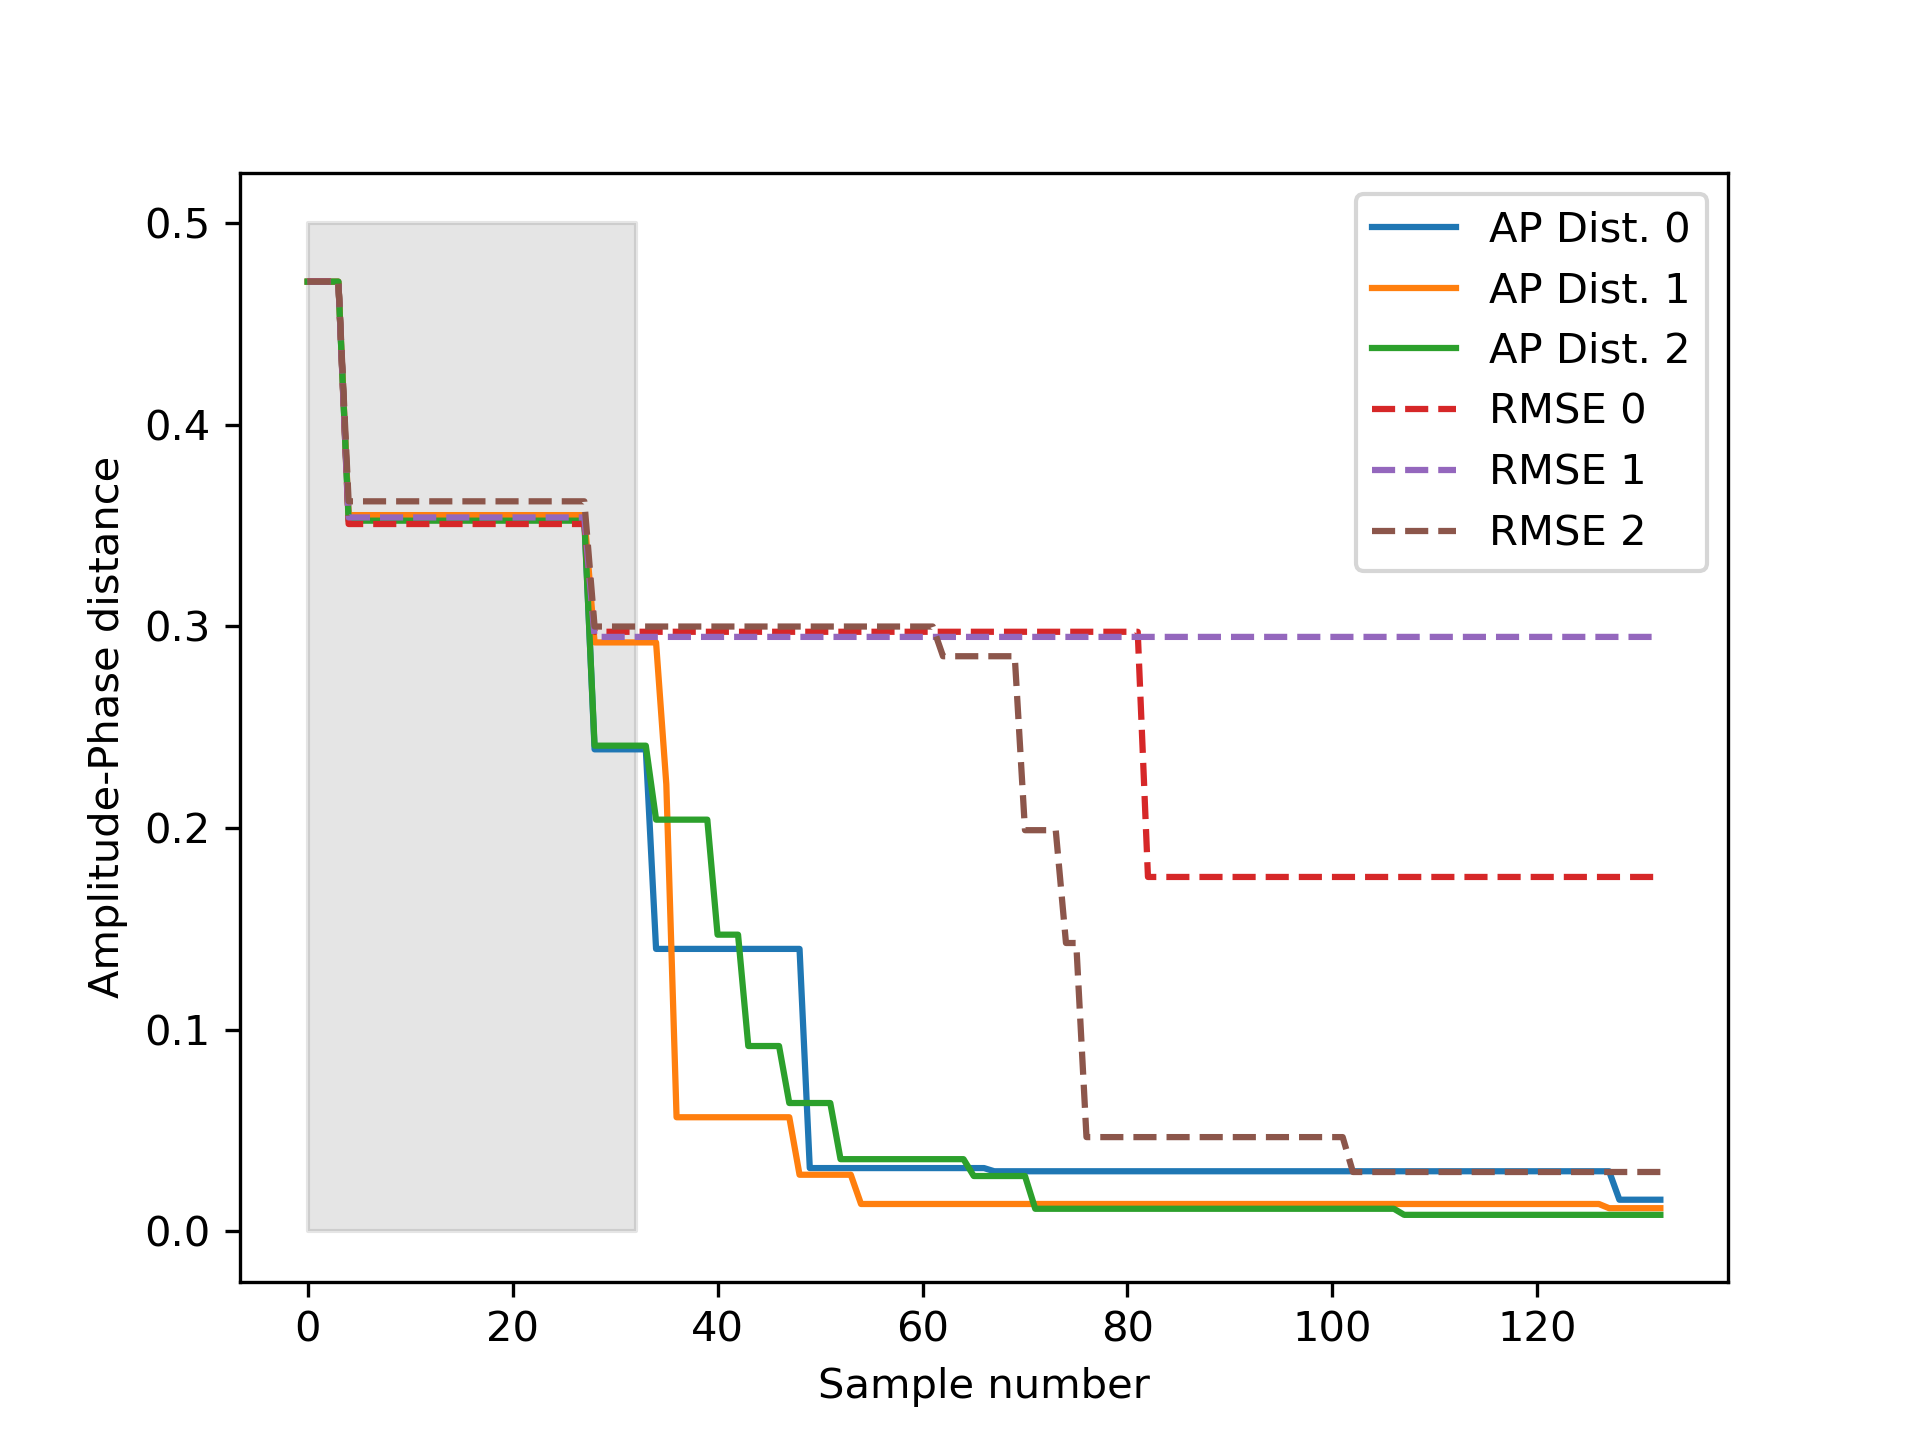 0.5
0.4
0.3
0.2
0.1
0.0
Amplitude-Phase distance
0 20 40 60 80 100 120
Sample number
AP Dist. 0
AP Dist. 1
AP Dist. 2
RMSE 0
RMSE 1
RMSE 2